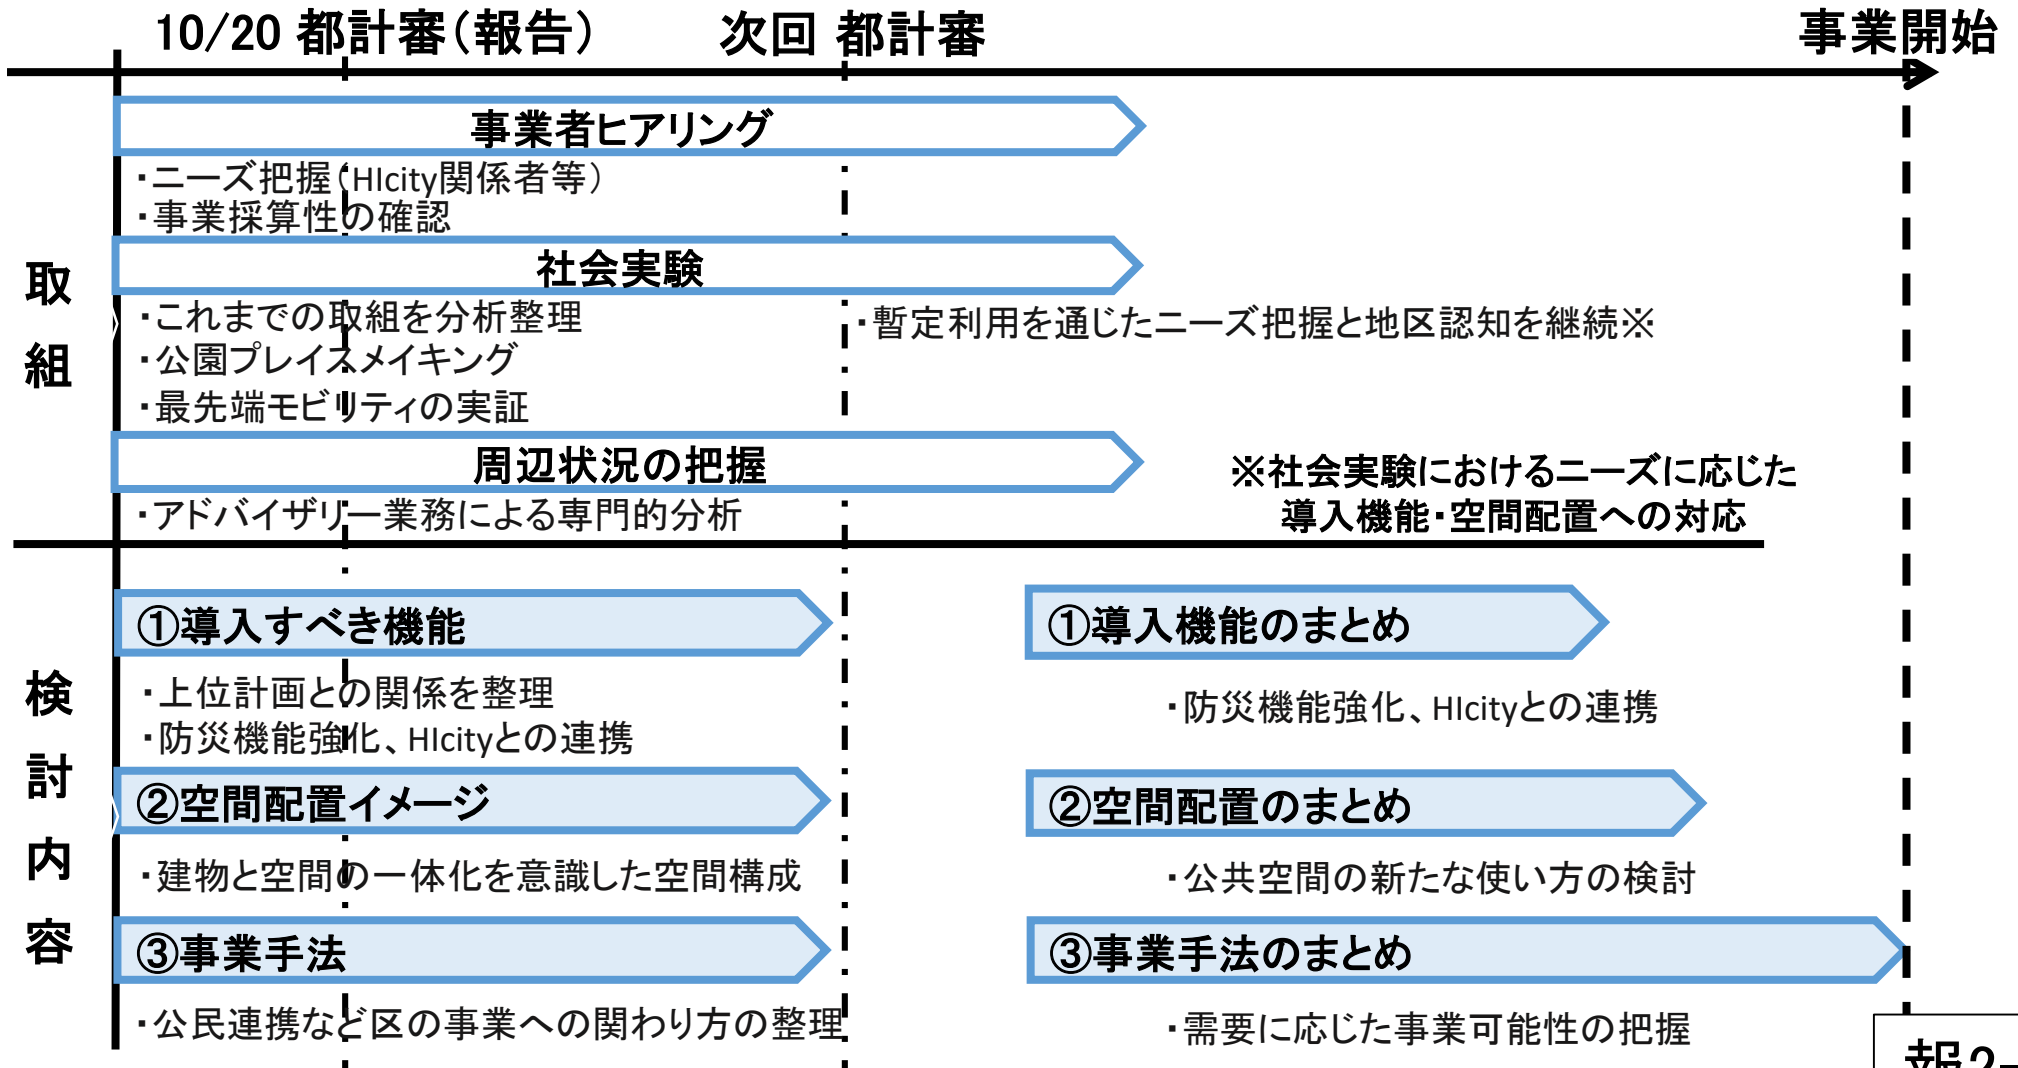 10/20 都計審（報告）
次回 都計審
事業開始
取組
事業者ヒアリング
・ニーズ把握（HIcity関係者等）
・事業採算性の確認
社会実験
・これまでの取組を分析整理
・公園プレイスメイキング
・最先端モビリティの実証
・暫定利用を通じたニーズ把握と地区認知を継続※
周辺状況の把握
・アドバイザリー業務による専門的分析
※社会実験におけるニーズに応じた
導入機能・空間配置への対応
検討内容
①導入すべき機能
・上位計画との関係を整理
・防災機能強化、HIcityとの連携
②空間配置イメージ
・建物と空間の一体化を意識した空間構成
③事業手法
・公民連携など区の事業への関わり方の整理
①導入機能のまとめ
・防災機能強化、HIcityとの連携
②空間配置のまとめ
・公共空間の新たな使い方の検討
③事業手法のまとめ
・需要に応じた事業可能性の把握
報2-